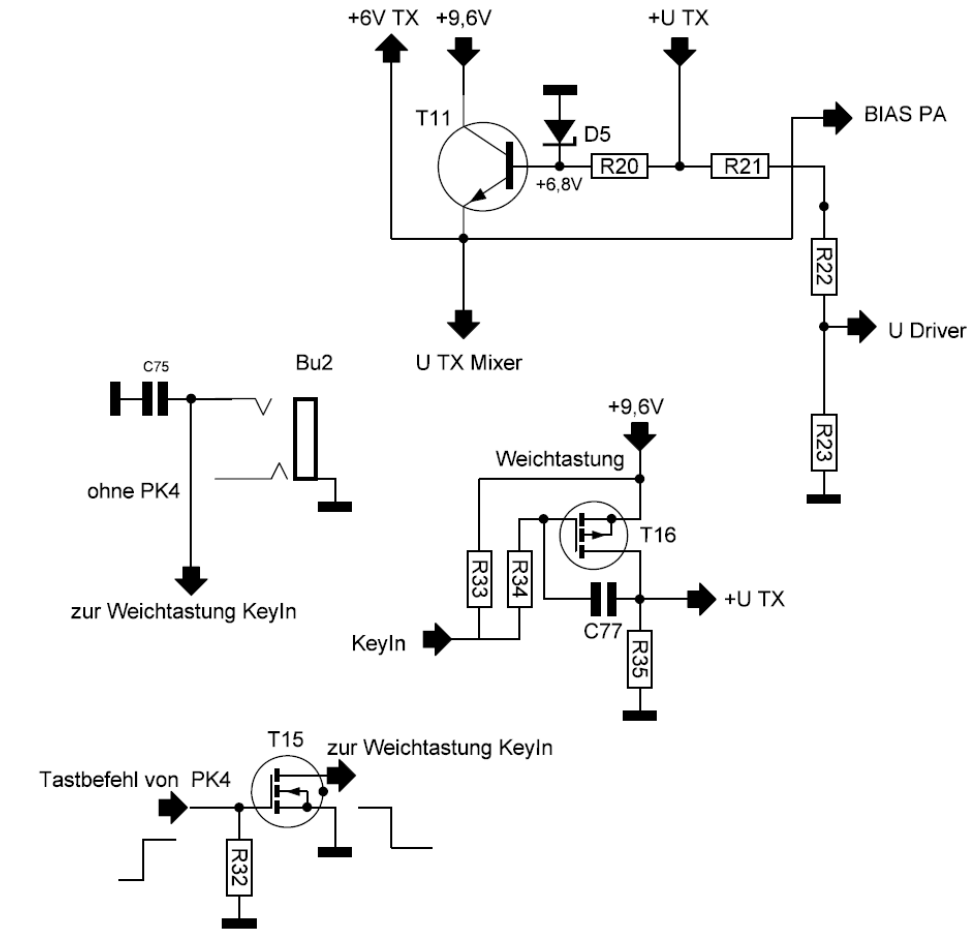 +6V TX +9,6V +U TX
T11
D5
BIAS PA
R20
R21
+6,8V
R22
U Driver
U TX Mixer
R23
C75
Bu2
ohne PK4
zur Weichtastung KeyIn
+9,6V
Weichtastung
T16
R33
R34
C77
+U TX
KeyIn
R35
T15
zur Weichtastung KeyIn
Tastbefehl von PK4
R32